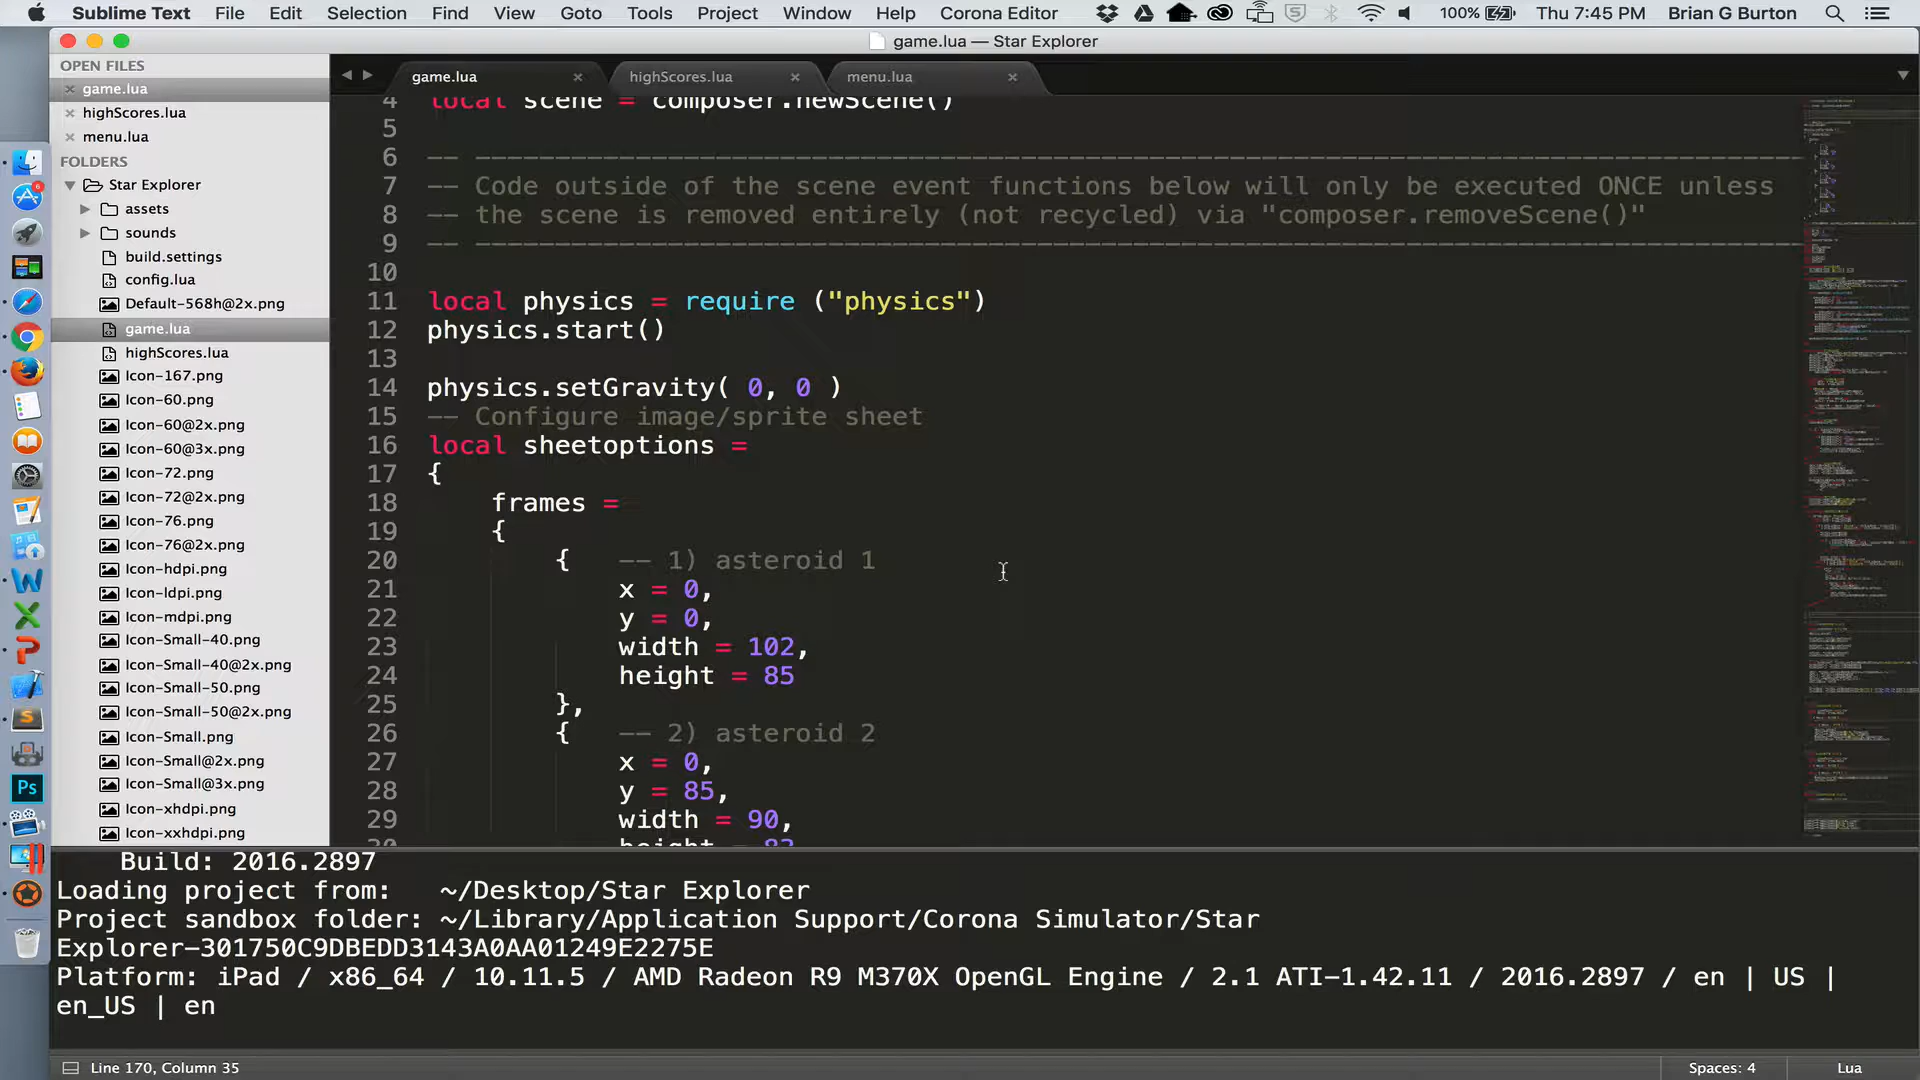 Sublime Text File Edit Selection Find View Goto Tools Project Window Help Corona Editor 100% Thu 7:45 PM Brian G Burton
game.lua — Star Explorer
OPEN FILES
game.lua
highScores.lua
menu.lua
FOLDERS
Star Explorer
assets
sounds
build.settings
config.lua
Default-568h@2x.png
game.lua
highScores.lua
Icon-167.png
Icon-60.png
Icon-60@2x.png
Icon-60@3x.png
Icon-72.png
Icon-72@2x.png
Icon-76.png
Icon-76@2x.png
Icon-hdpi.png
Icon-ldpi.png
Icon-mdpi.png
Icon-Small-40.png
Icon-Small-40@2x.png
Icon-Small-50.png
Icon-Small-50@2x.png
Icon-Small.png
Icon-Small@2x.png
Icon-Small@3x.png
Icon-xhdpi.png
Icon-xxhdpi.png
game.lua highScores.lua menu.lua
4 local scene = composer.newScene()
5
6 -- -----------------------------------------------------------------------------------
7 -- Code outside of the scene event functions below will only be executed ONCE unless
8 -- the scene is removed entirely (not recycled) via "composer.removeScene()"
9 -- -----------------------------------------------------------------------------------
10
11 local physics = require ("physics")
12 physics.start()
13
14 physics.setGravity( 0, 0 )
15 -- Configure image/sprite sheet
16 local sheetoptions =
17 {
18 frames =
19 {
20 { -- 1) asteroid 1
21 x = 0,
22 y = 0,
23 width = 102,
24 height = 85
25 },
26 { -- 2) asteroid 2
27 x = 0,
28 y = 85,
29 width = 90,
30 height = 83
Build: 2016.2897
Loading project from: ~/Desktop/Star Explorer
Project sandbox folder: ~/Library/Application Support/Corona Simulator/Star
Explorer-301750C9DBEDD3143A0AA01249E2275E
Platform: iPad / x86_64 / 10.11.5 / AMD Radeon R9 M370X OpenGL Engine / 2.1 ATI-1.42.11 / 2016.2897 / en | US |
en_US | en
Line 170, Column 35 Spaces: 4 Lua